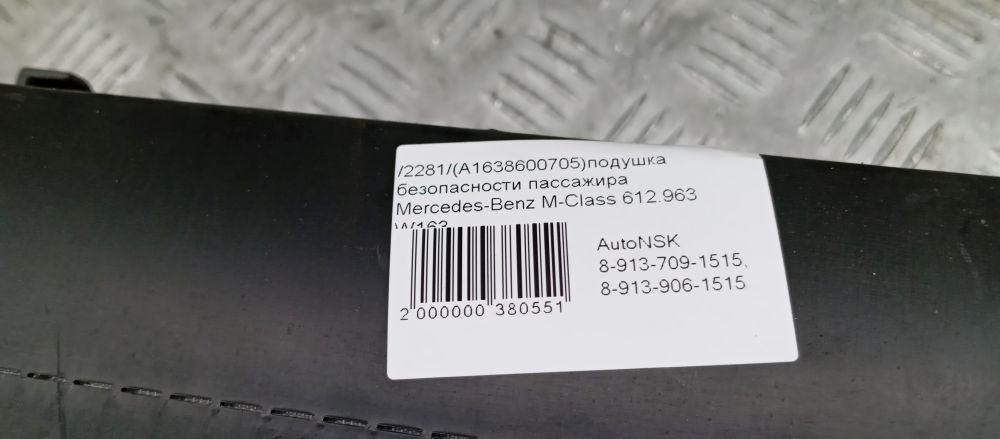 /2281/(A1638600705)подушка
безопасности пассажира
Mercedes-Benz M-Class 612.963
W163
AutoNSK
8-913-709-1515,
8-913-906-1515
2 000000 380551